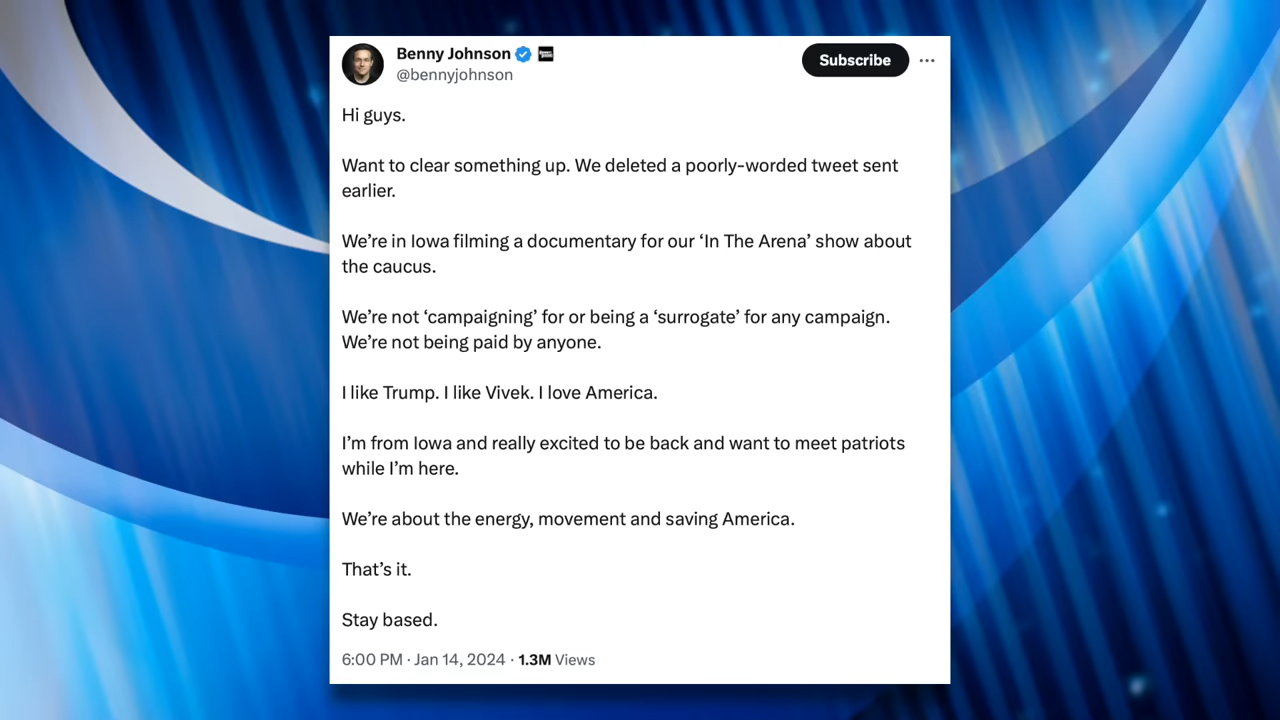 Benny Johnson
@bennyjohnson
Subscribe
Hi guys.
Want to clear something up. We deleted a poorly-worded tweet sent
earlier.
We’re in Iowa filming a documentary for our ‘In The Arena’ show about
the caucus.
We’re not ‘campaigning’ for or being a ‘surrogate’ for any campaign.
We’re not being paid by anyone.
I like Trump. I like Vivek. I love America.
I’m from Iowa and really excited to be back and want to meet patriots
while I’m here.
We’re about the energy, movement and saving America.
That’s it.
Stay based.
6:00 PM · Jan 14, 2024 · 1.3M Views